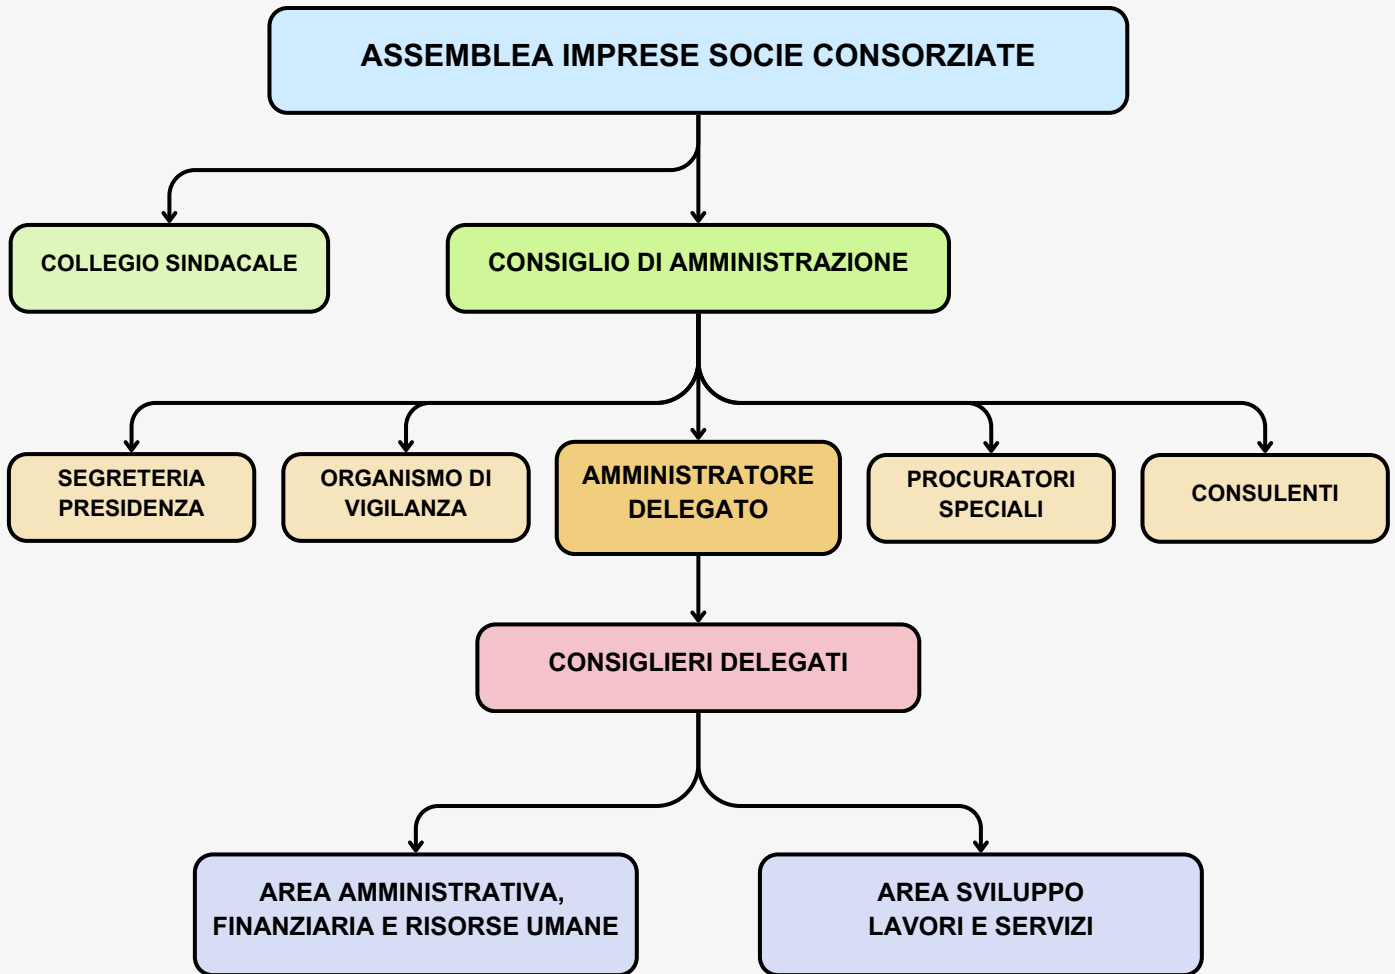 ASSEMBLEA IMPRESE SOCIE CONSORZIATE
COLLEGIO SINDACALE
CONSIGLIO DI AMMINISTRAZIONE
SEGRETERIA
PRESIDENZA
ORGANISMO DI
VIGILANZA
AMMINISTRATORE
DELEGATO
PROCURATORI
SPECIALI
CONSULENTI
CONSIGLIERI DELEGATI
AREA AMMINISTRATIVA,
FINANZIARIA E RISORSE UMANE
AREA SVILUPPO
LAVORI E SERVIZI